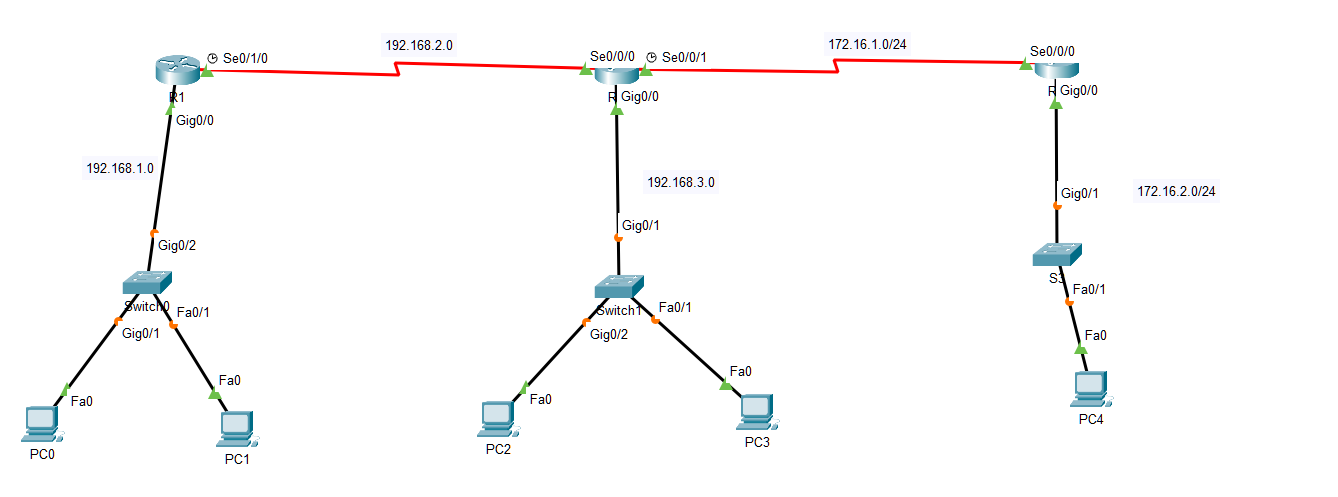 192.168.2.0
172.16.1.0/24
Se0/1/0
Se0/0/0
Se0/0/1
Se0/0/0
R1
Gig0/0
R
Gig0/0
R
Gig0/0
192.168.1.0
192.168.3.0
172.16.2.0/24
Gig0/2
Gig0/1
Gig0/1
Switch0
Fa0/1
Gig0/1
Switch1
Fa0/1
Gig0/2
S3
Fa0/1
Fa0
Fa0
Fa0
Fa0
Fa0
PC0
PC1
PC2
PC3
PC4